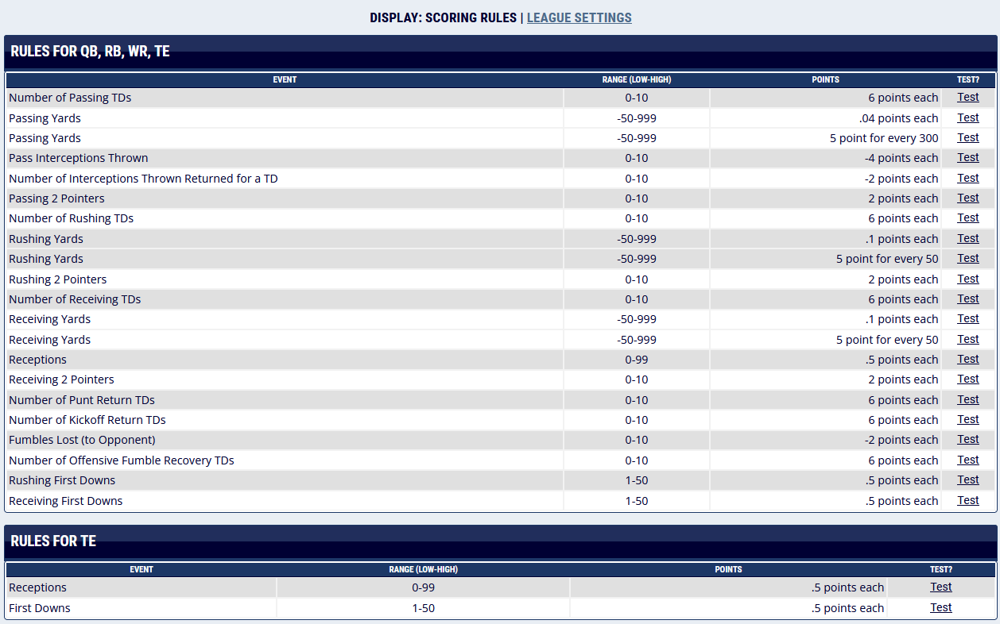 DISPLAY: SCORING RULES | LEAGUE SETTINGS
RULES FOR QB, RB, WR, TE
EVENT RANGE (LOW-HIGH) POINTS TEST?
Number of Passing TDs 0-10 6 points each Test
Passing Yards -50-999 .04 points each Test
Passing Yards -50-999 5 point for every 300 Test
Pass Interceptions Thrown 0-10 -4 points each Test
Number of Interceptions Thrown Returned for a TD 0-10 -2 points each Test
Passing 2 Pointers 0-10 2 points each Test
Number of Rushing TDs 0-10 6 points each Test
Rushing Yards -50-999 .1 points each Test
Rushing Yards -50-999 5 point for every 50 Test
Rushing 2 Pointers 0-10 2 points each Test
Number of Receiving TDs 0-10 6 points each Test
Receiving Yards -50-999 .1 points each Test
Receiving Yards -50-999 5 point for every 50 Test
Receptions 0-99 .5 points each Test
Receiving 2 Pointers 0-10 2 points each Test
Number of Punt Return TDs 0-10 6 points each Test
Number of Kickoff Return TDs 0-10 6 points each Test
Fumbles Lost (to Opponent) 0-10 -2 points each Test
Number of Offensive Fumble Recovery TDs 0-10 6 points each Test
Rushing First Downs 1-50 .5 points each Test
Receiving First Downs 1-50 .5 points each Test
RULES FOR TE
EVENT RANGE (LOW-HIGH) POINTS TEST?
Receptions 0-99 .5 points each Test
First Downs 1-50 .5 points each Test